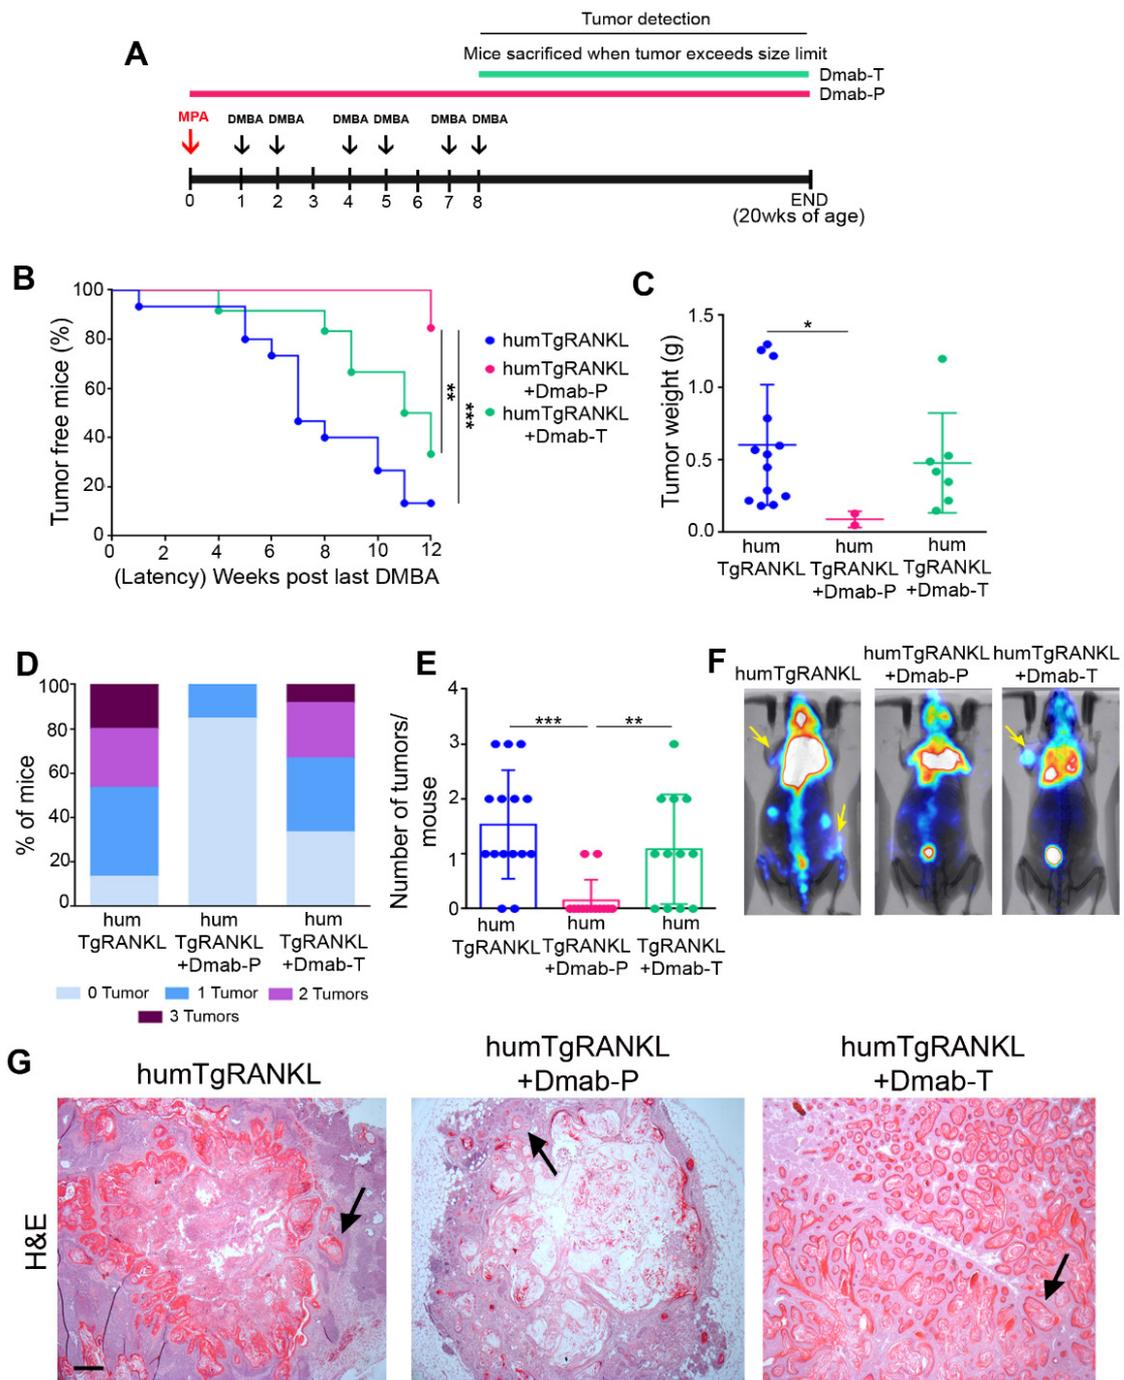 A
Tumor detection
Mice sacrificed when tumor exceeds size limit
Dmab-T
Dmab-P
MPA DMBA DMBA DMBA DMBA DMBA DMBA
0 1 2 3 4 5 6 7 8 END
(20wks of age)
B
Tumor free mice (%)
100
80
60
40
20
0
0 2 4 6 8 10 12
(Latency) Weeks post last DMBA
humTgRANKL
humTgRANKL
+Dmab-P
humTgRANKL
+Dmab-T
**
***
C
Tumor weight (g)
1.5
1.0
0.5
0.0
*
hum
TgRANKL
hum
TgRANKL
+Dmab-P
hum
TgRANKL
+Dmab-T
D
% of mice
100
80
60
40
20
0
hum
TgRANKL
hum
TgRANKL
+Dmab-P
hum
TgRANKL
+Dmab-T
0 Tumor 1 Tumor 2 Tumors
3 Tumors
E
Number of tumors/
mouse
4
3
2
1
0
*** **
hum
TgRANKL
hum
TgRANKL
+Dmab-P
hum
TgRANKL
+Dmab-T
F
humTgRANKL
humTgRANKL
+Dmab-P
humTgRANKL
+Dmab-T
G
humTgRANKL
humTgRANKL
+Dmab-P
humTgRANKL
+Dmab-T
H&E